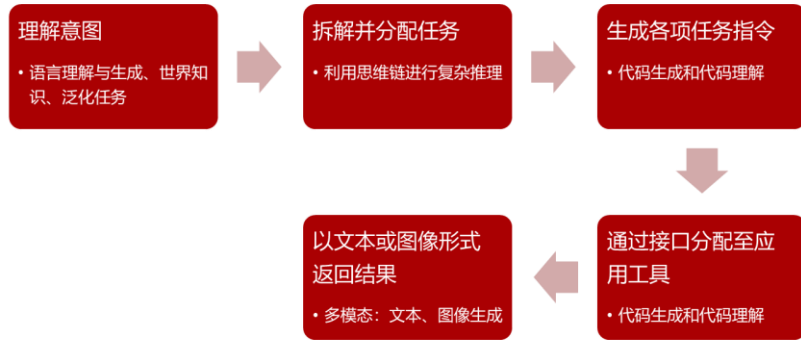 理解意图
• 语言理解与生成、世界知
识、泛化任务
拆解并分配任务
• 利用思维链进行复杂推理
生成各项任务指令
• 代码生成和代码理解
通过接口分配至应
用工具
• 代码生成和代码理解
以文本或图像形式
返回结果
• 多模态：文本、图像生成